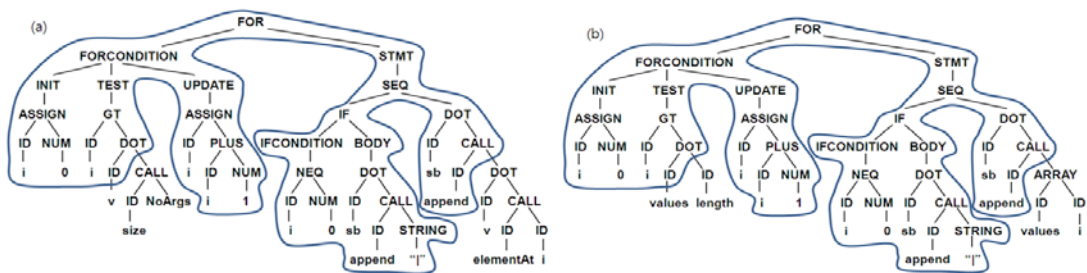 (a)
FOR
FORCONDITION STMT
INIT TEST UPDATE SEQ
ASSIGN GT ASSIGN IF DOT
ID NUM ID DOT ID PLUS IFCONDITION BODY ID CALL
i 0 i ID CALL i ID NUM NEQ DOT sb ID DOT
v ID NoArgs i 1 ID NUM ID CALL append ID CALL
size i 0 sb ID STRING v ID ID
append "|" elementAt i
(b)
FOR
FORCONDITION STMT
INIT TEST UPDATE SEQ
ASSIGN GT ASSIGN IF DOT
ID NUM ID DOT ID PLUS IFCONDITION BODY ID CALL
i 0 i ID ID i ID NUM NEQ DOT sb ID ARRAY
values length i 1 ID NUM ID CALL append ID ID
i 0 sb ID STRING values i
append "|"